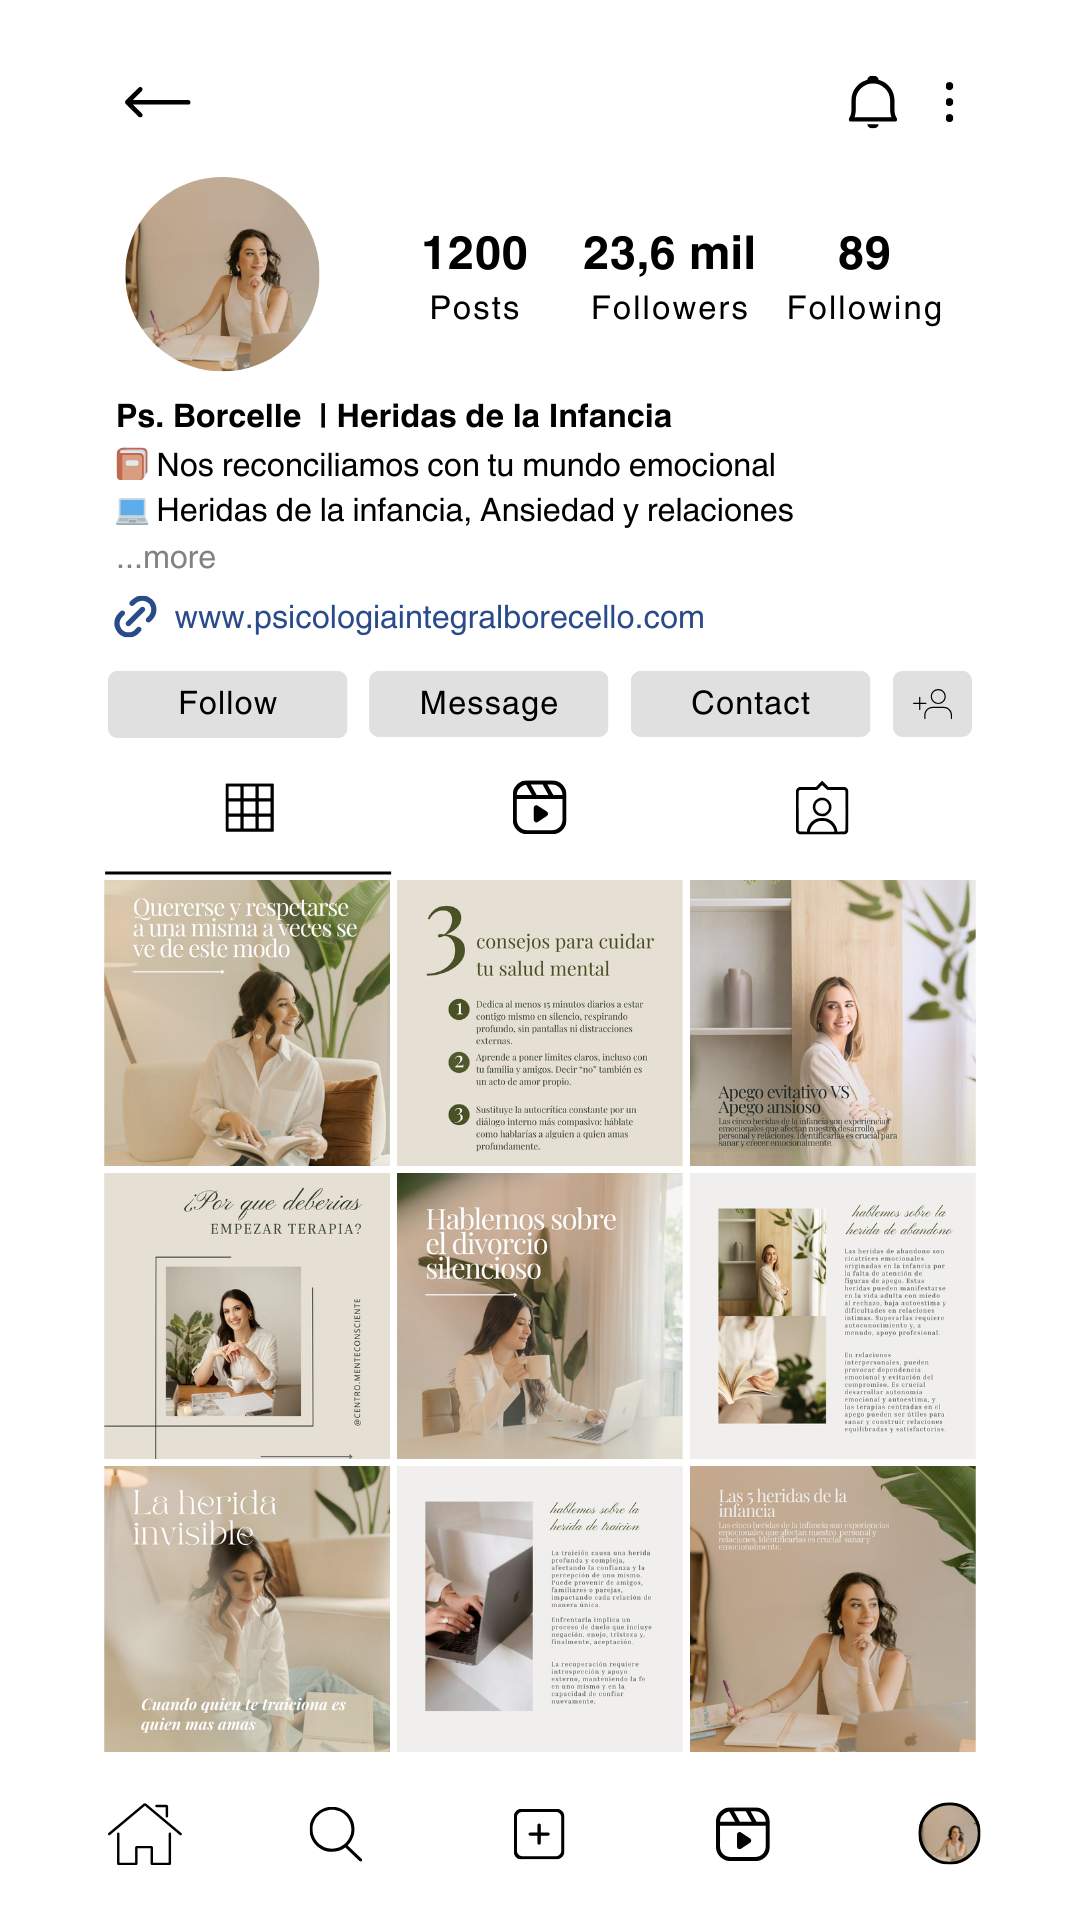 1200 23,6 mil 89
Posts Followers Following
Ps. Borcelle | Heridas de la Infancia
Nos reconciliamos con tu mundo emocional
Heridas de la infancia, Ansiedad y relaciones
...more
www.psicologiaintegralborecello.com
Follow Message Contact
Quererse y respetarse
a una misma a veces se
ve de este modo
3
consejos para cuidar
tu salud mental
1
Dedica al menos 15 minutos diarios a estar
contigo mismo en silencio, respirando
profundo, sin pantallas ni distracciones
externas.
2
Aprende a poner límites claros, incluso con
tu familia y amigos. Decir “no” también es
un acto de amor propio.
3
Sustituye la autocrítica constante por un
diálogo interno más compasivo: háblate
como hablarías a alguien a quien amas
profundamente.
Apego evitativo VS
Apego ansioso
Las cinco heridas de la infancia son experiencias
emocionales que afectan nuestro desarrollo
personal y relaciones. Identificarlas es crucial para
sanar y crecer emocionalmente.
¿Por que deberias
EMPEZAR TERAPIA?
@CENTRO.MENTECONSCIENTE
Hablemos sobre
el divorcio
silencioso
hablemos sobre la
herida de abandono
Las heridas de abandono son
cicatrices emocionales
originadas en la infancia por
la falta de atención de
figuras de apego. Estas
heridas pueden manifestarse
en la vida adulta con miedo
al rechazo, baja autoestima y
dificultades en relaciones
íntimas. Superarlas requiere
autoconocimiento y, a
menudo, apoyo profesional.
En relaciones
interpersonales, pueden
provocar dependencia
emocional y evitación del
compromiso. Es crucial
desarrollar autonomía
emocional y autoestima, y
las terapias centradas en el
apego pueden ser útiles para
sanar y construir relaciones
equilibradas y satisfactorias.
La herida
invisible
Cuando quien te traiciona es
quien mas amas
hablemos sobre la
herida de traicion
La traición causa una herida
profunda y compleja,
afectando la confianza y la
percepción de uno mismo.
Puede provenir de amigos,
familiares o parejas,
impactando cada relación de
manera única.
Enfrentarla implica un
proceso de duelo que incluye
negación, enojo, tristeza y,
finalmente, aceptación.
La recuperación requiere
introspección y apoyo
externo, manteniendo la fe
en uno mismo y en la
capacidad de confiar
nuevamente.
Las 5 heridas de la
infancia
Las cinco heridas de la infancia son experiencias
emocionales que afectan nuestro personal y
relaciones. Identificarlas es crucial sanar y
emocionalmente.